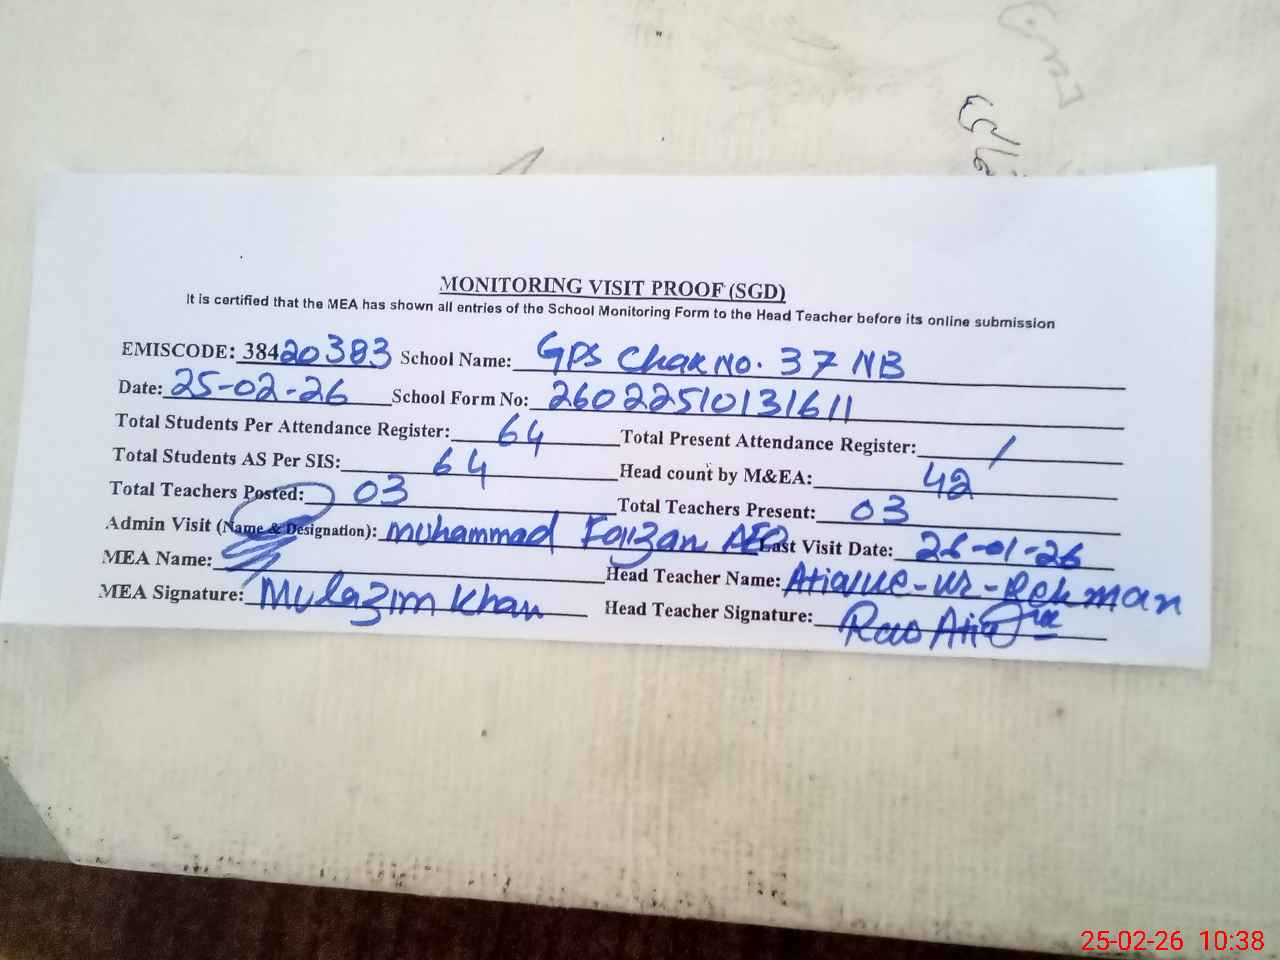 MONITORING VISIT PROOF (SGD)
It is certified that the MEA has shown all entries of the School Monitoring Form to the Head Teacher before its online submission
EMISCODE: 38420383 School Name: GPS Chak No. 37 NB
Date: 25-02-26 School Form No: 26022510131611
Total Students Per Attendance Register: 64 Total Present Attendance Register: /
Total Students AS Per SIS: 64 Head count by M&EA: 42
Total Teachers Posted: 03 Total Teachers Present: 03
Admin Visit (Name & Designation): Muhammad Faizan AEO Last Visit Date: 26-01-26
MEA Name: Head Teacher Name: Atique-ur-Rehman
MEA Signature: Mulazim Khan Head Teacher Signature: Rao
25-02-26 10:38